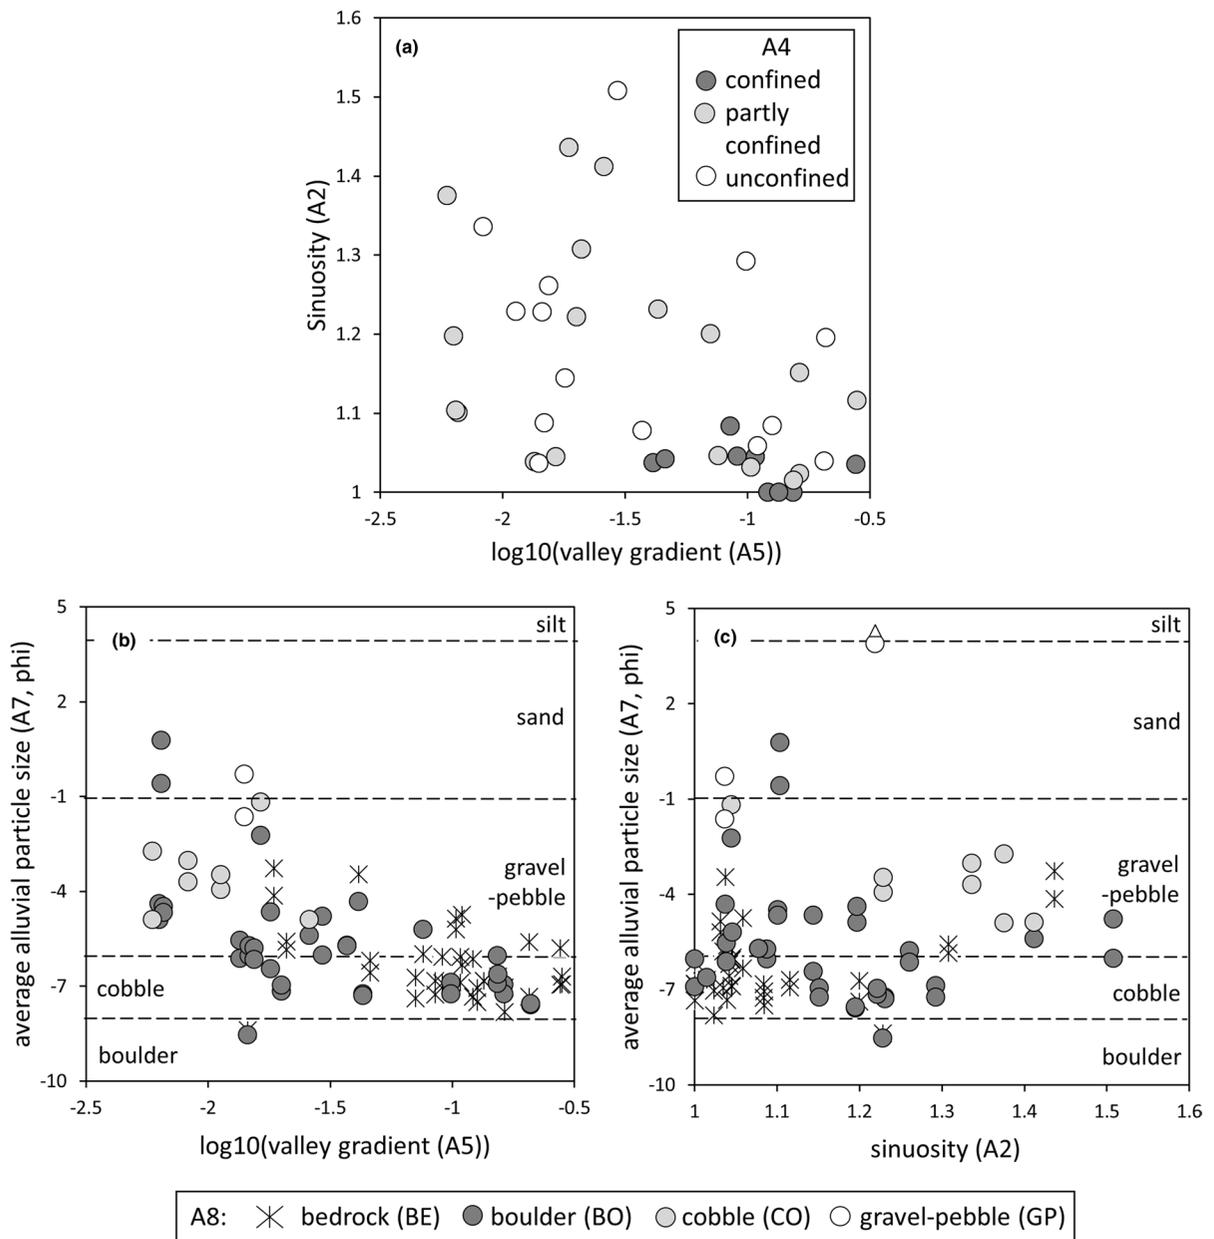 (a)
A4
confined
partly
confined
unconfined
1.6
1.5
1.4
1.3
1.2
1.1
1
Sinuosity (A2)
-2.5 -2 -1.5 -1 -0.5
log10(valley gradient (A5))
(b)
silt
sand
gravel
-pebble
cobble
boulder
5
2
-1
-4
-7
-10
average alluvial particle size (A7, phi)
-2.5 -2 -1.5 -1 -0.5
log10(valley gradient (A5))
(c)
silt
sand
gravel
-pebble
cobble
boulder
5
2
-1
-4
-7
-10
average alluvial particle size (A7, phi)
1 1.1 1.2 1.3 1.4 1.5 1.6
sinuosity (A2)
A8: bedrock (BE) boulder (BO) cobble (CO) gravel-pebble (GP)